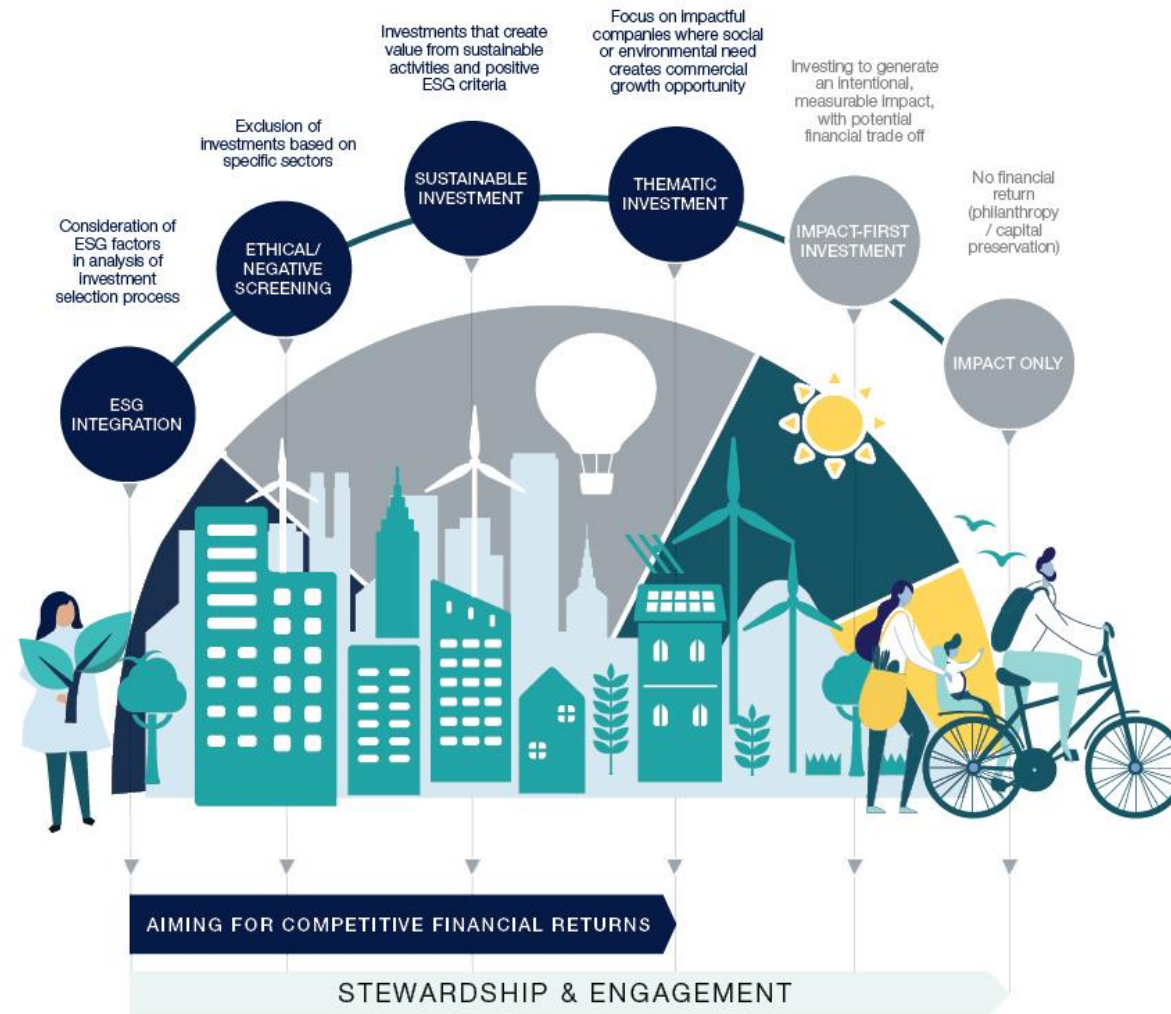 Consideration of
ESG factors
in analysis of
investment
selection process
ESG
INTEGRATION
Exclusion of
investments based on
specific sectors
ETHICAL/
NEGATIVE
SCREENING
Investments that create
value from sustainable
activities and positive
ESG criteria
SUSTAINABLE
INVESTMENT
Focus on impactful
companies where social
or environmental need
creates commercial
growth opportunity
THEMATIC
INVESTMENT
Investing to generate
an intentional,
measurable impact,
with potential
financial trade off
IMPACT-FIRST
INVESTMENT
No financial
return
(philanthropy
/ capital
preservation)
IMPACT ONLY
AIMING FOR COMPETITIVE FINANCIAL RETURNS
STEWARDSHIP & ENGAGEMENT